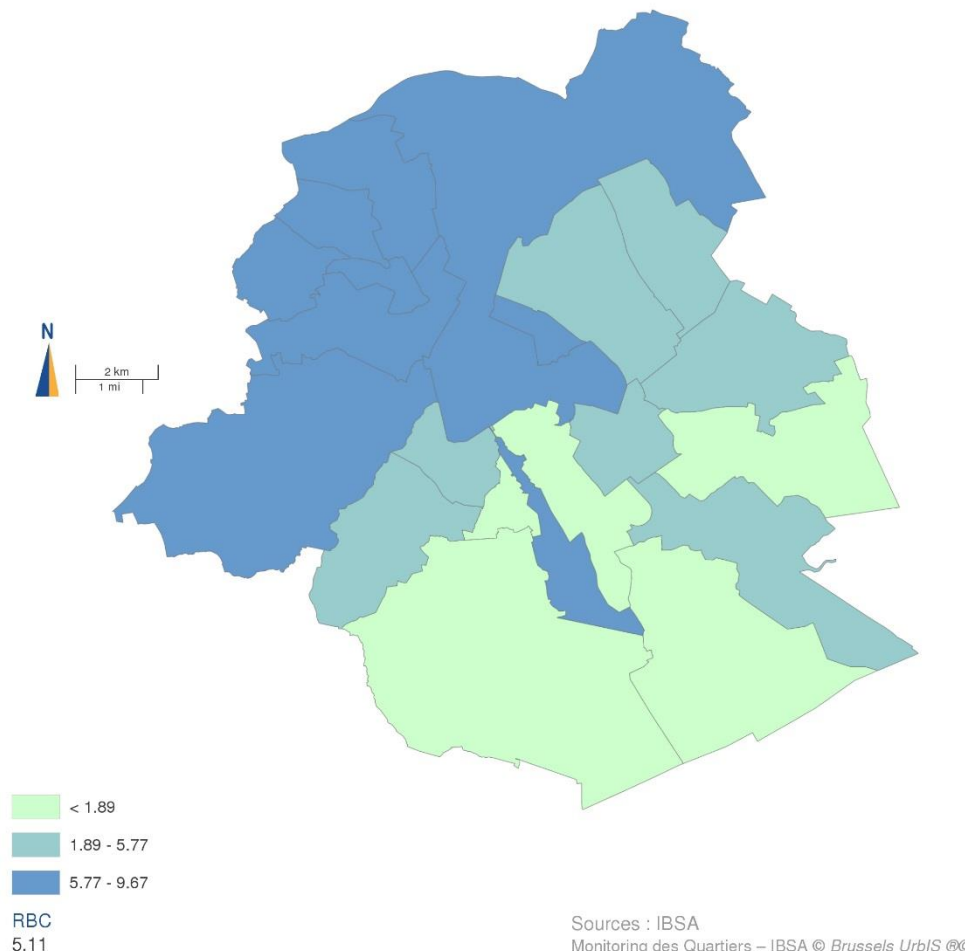 N
2 km
1 mi
< 1.89
1.89 - 5.77
5.77 - 9.67
RBC
5.11
Sources : IBSA
Monitoring des Quartiers – IBSA © Brussels UrbIS